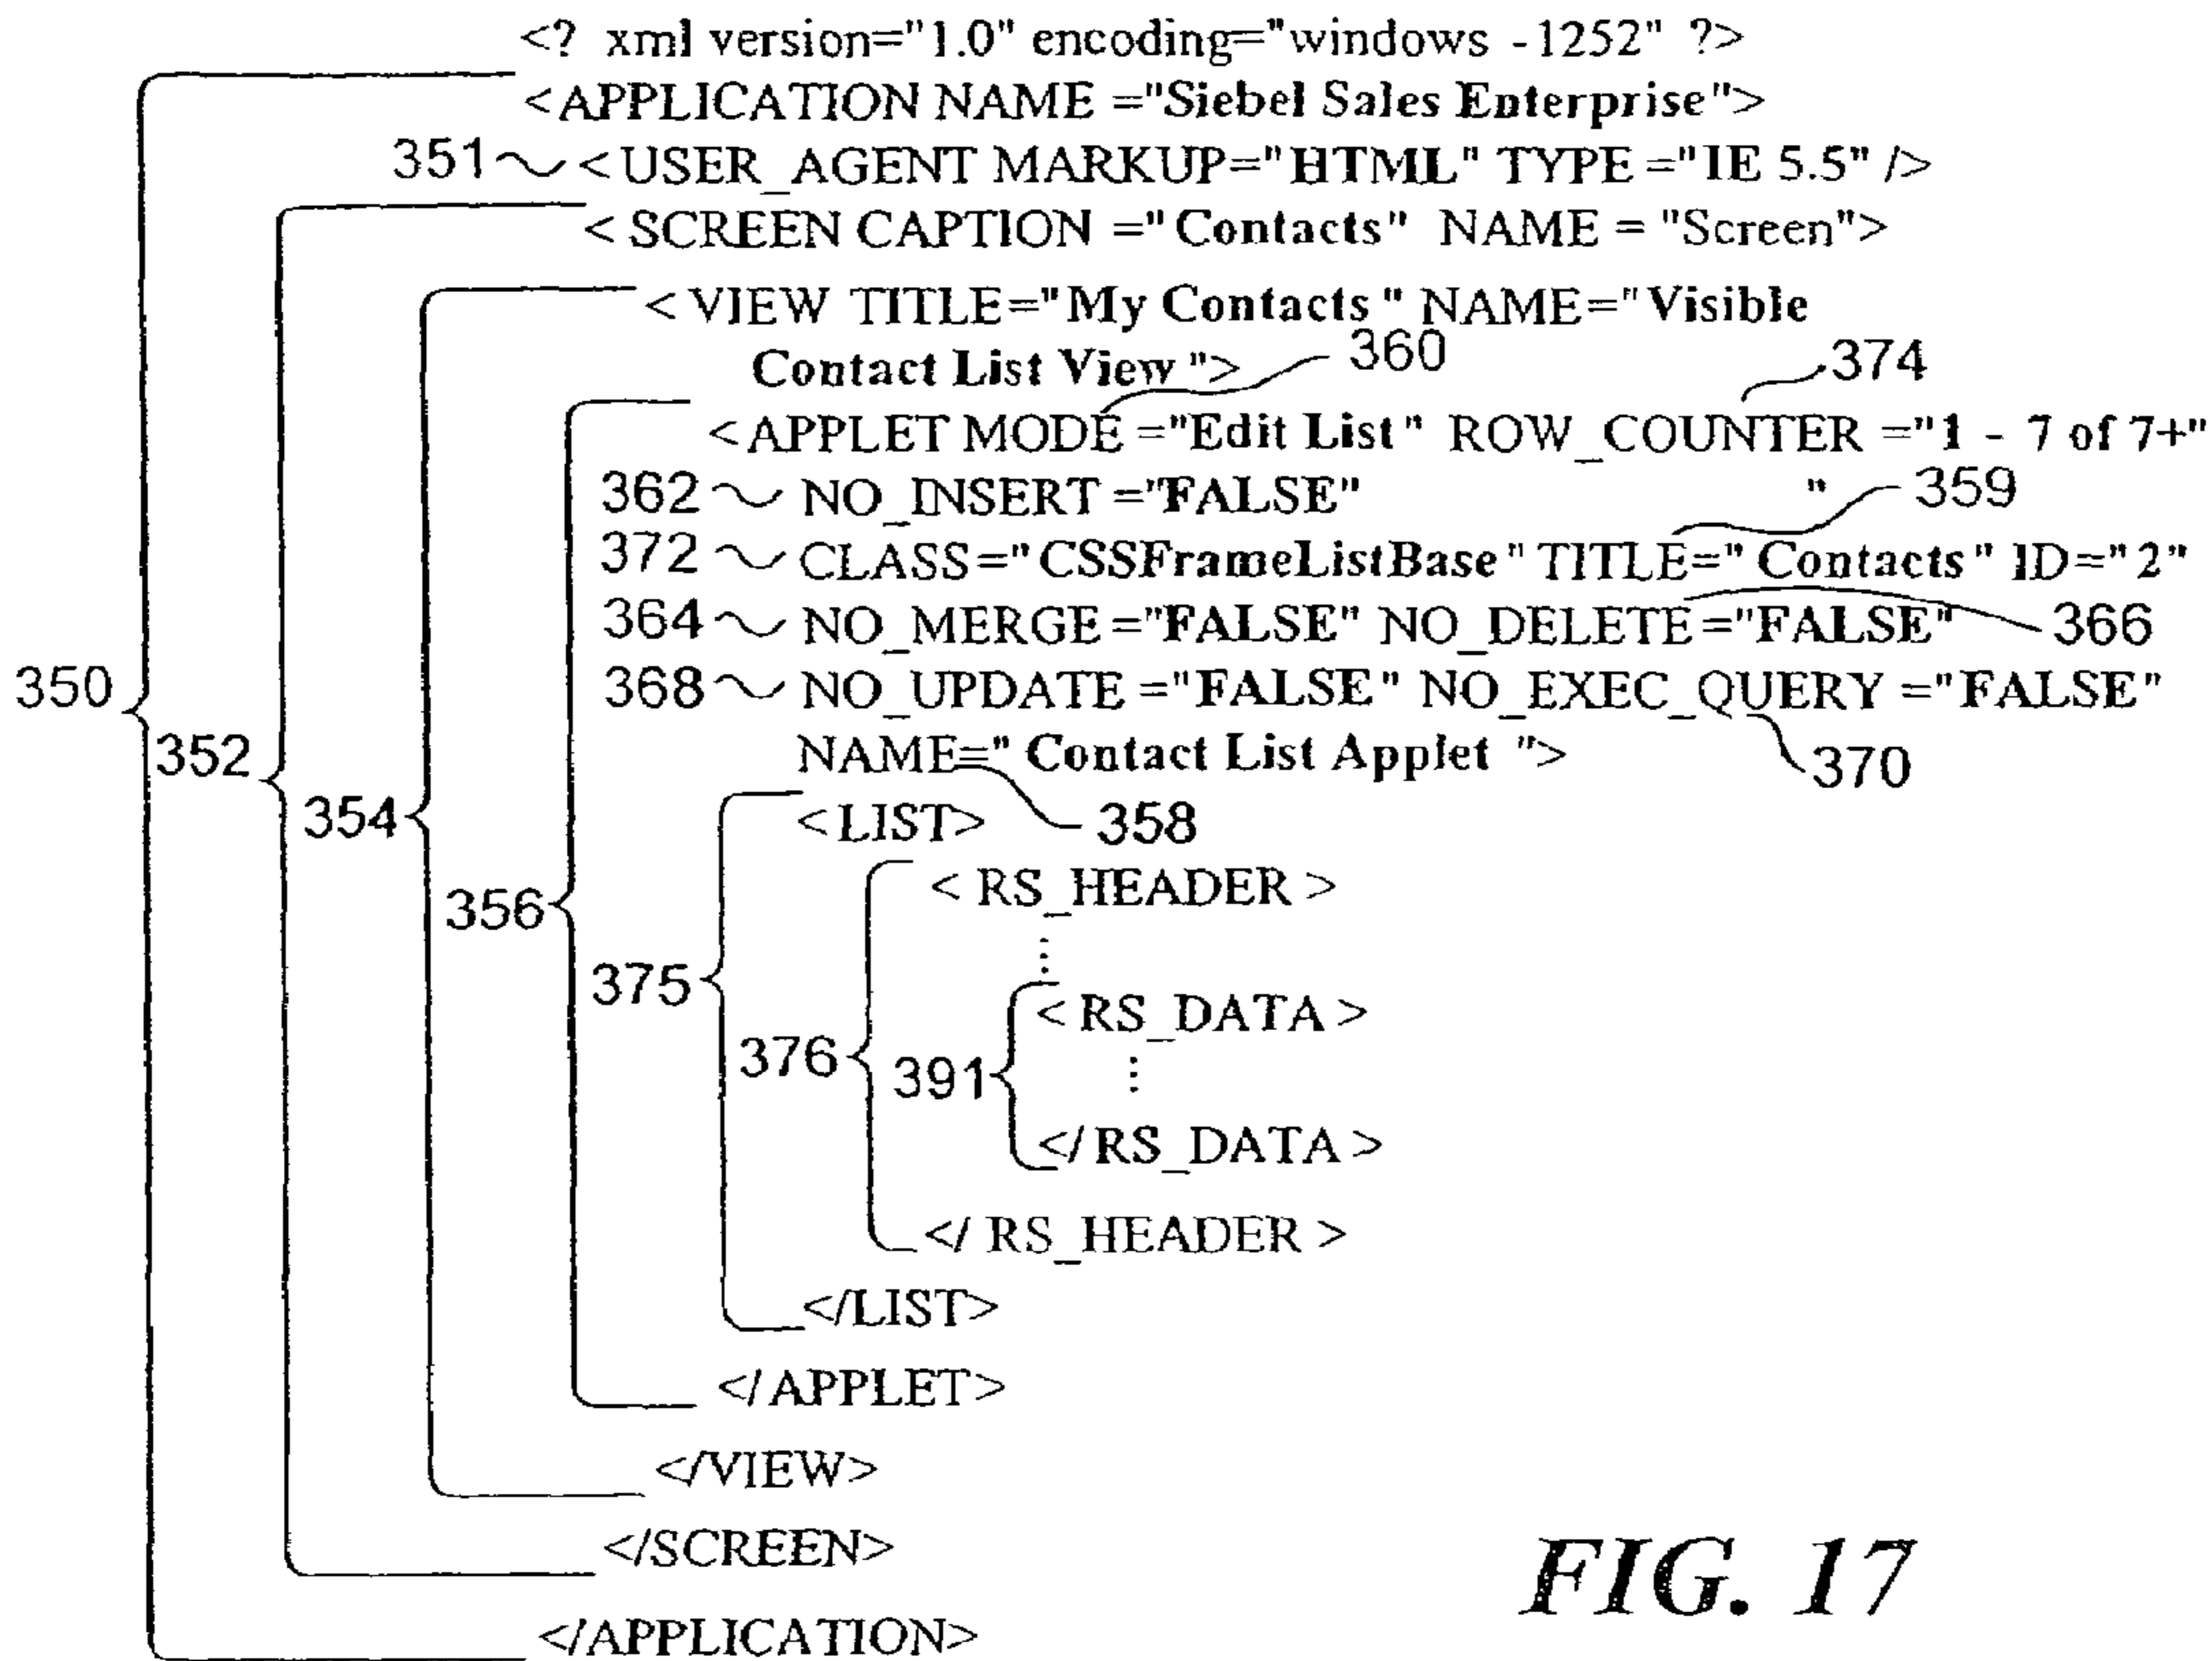 <? xml version="1.0" encoding="windows -1252" ?>
<APPLICATION NAME ="Siebel Sales Enterprise">
351 <USER_AGENT MARKUP="HTML" TYPE ="IE 5.5" />
< SCREEN CAPTION ="Contacts" NAME = "Screen">
< VIEW TITLE="My Contacts " NAME="Visible
Contact List View "> 360 374
<APPLET MODE ="Edit List" ROW_COUNTER ="1 - 7 of 7+"
362 NO_INSERT ="FALSE" " 359
372 CLASS="CSSFrameListBase" TITLE=" Contacts" ID="2"
364 NO_MERGE ="FALSE" NO_DELETE ="FALSE" 366
350 368 NO_UPDATE ="FALSE" NO_EXEC_QUERY ="FALSE"
352 NAME=" Contact List Applet "> 370
354 <LIST> 358
356 < RS_HEADER >
⋮
375 < RS_DATA >
376 391 ⋮
</ RS_DATA >
</ RS_HEADER >
</LIST>
</APPLET>
</VIEW>
</SCREEN>
FIG. 17
</APPLICATION>